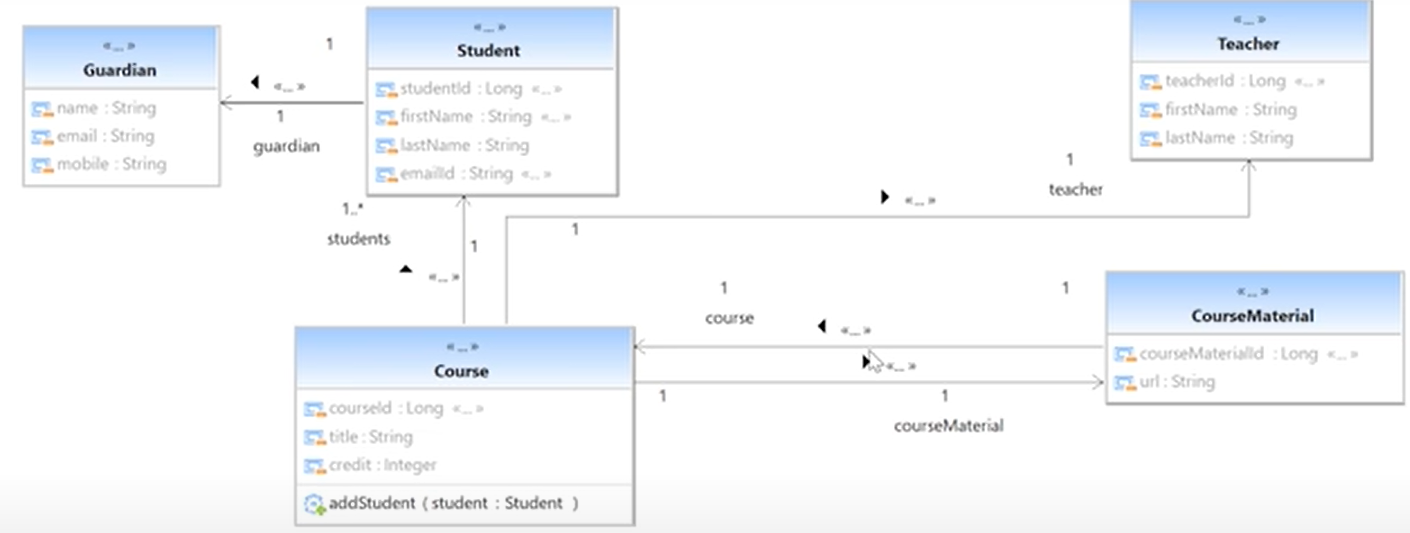 «...»
Guardian
name : String
email : String
mobile : String
1
«...»
1
guardian
«...»
Student
studentId : Long «...»
firstName : String «...»
lastName : String
emailId : String «...»
«...»
Teacher
teacherId : Long «...»
firstName : String
lastName : String
1..*
students
1
«...»
1
«...»
1
teacher
1
course
«...»
1
«...»
1
1
courseMaterial
«...»
Course
courseId : Long «...»
title : String
credit : Integer
addStudent ( student : Student )
«...»
CourseMaterial
courseMaterialId : Long «...»
url : String